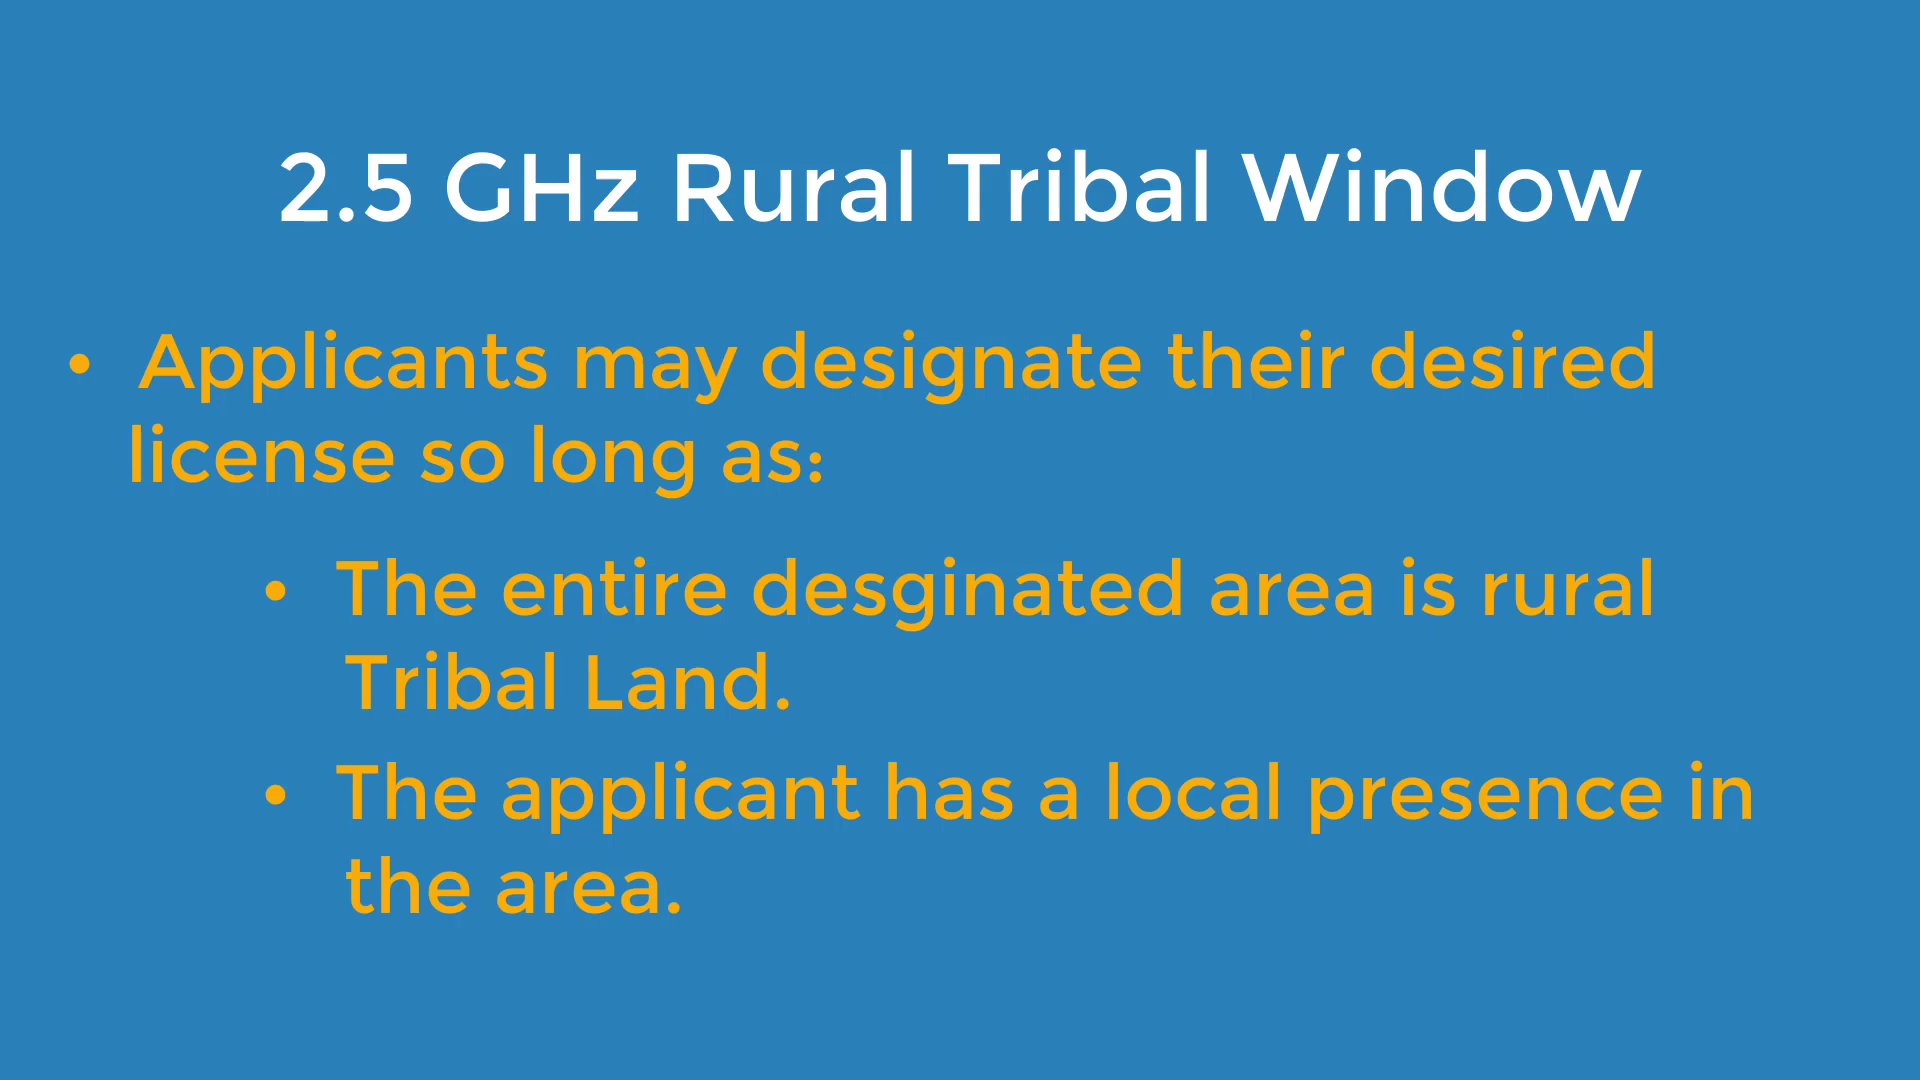 2.5 GHz Rural Tribal Window
• Applicants may designate their desired
license so long as:
• The entire desginated area is rural
Tribal Land.
• The applicant has a local presence in
the area.